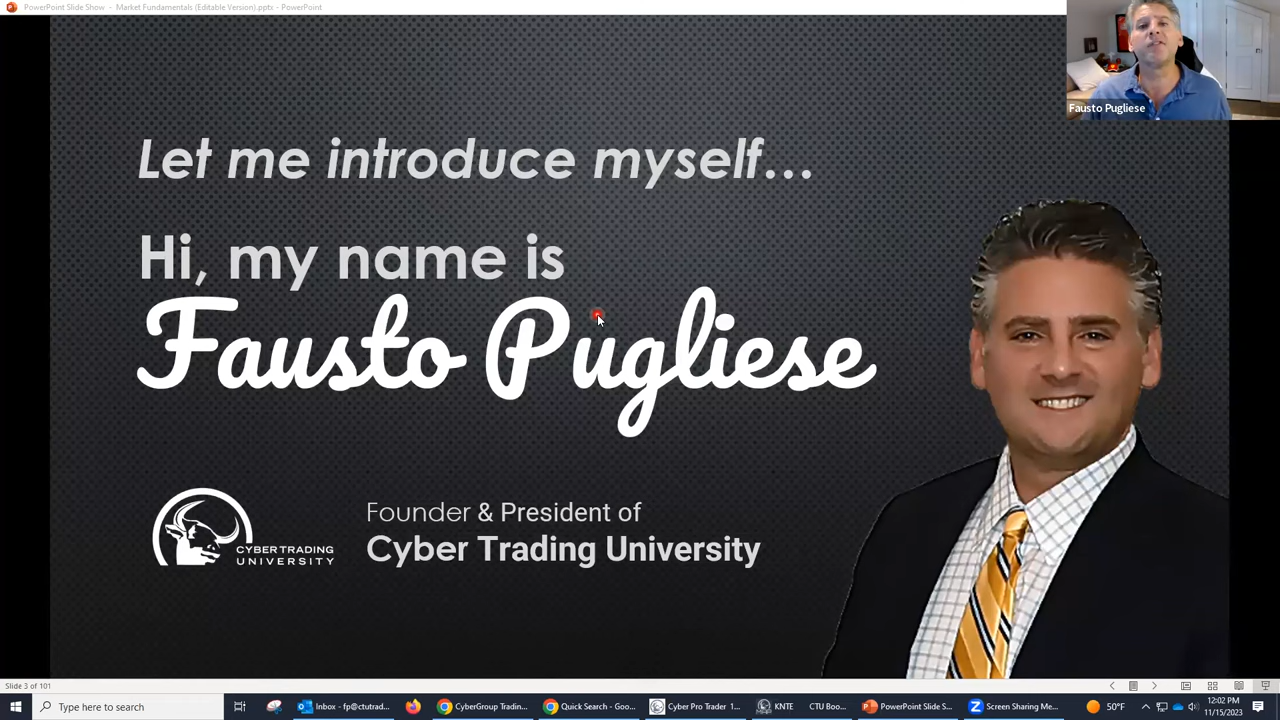 PowerPoint Slide Show - Market Fundamentals (Editable Version).pptx - PowerPoint
Fausto Pugliese
Let me introduce myself...
Hi, my name is
Fausto Pugliese
CYBERTRADING
UNIVERSITY
Founder & President of
Cyber Trading University
Slide 3 of 101
Type here to search
Inbox - fp@ctutrad...
CyberGroup Tradin...
Quick Search - Goo...
Cyber Pro Trader 1...
KNTE
CTU Boo...
PowerPoint Slide S...
Screen Sharing Me...
50°F
12:02 PM
11/15/2023